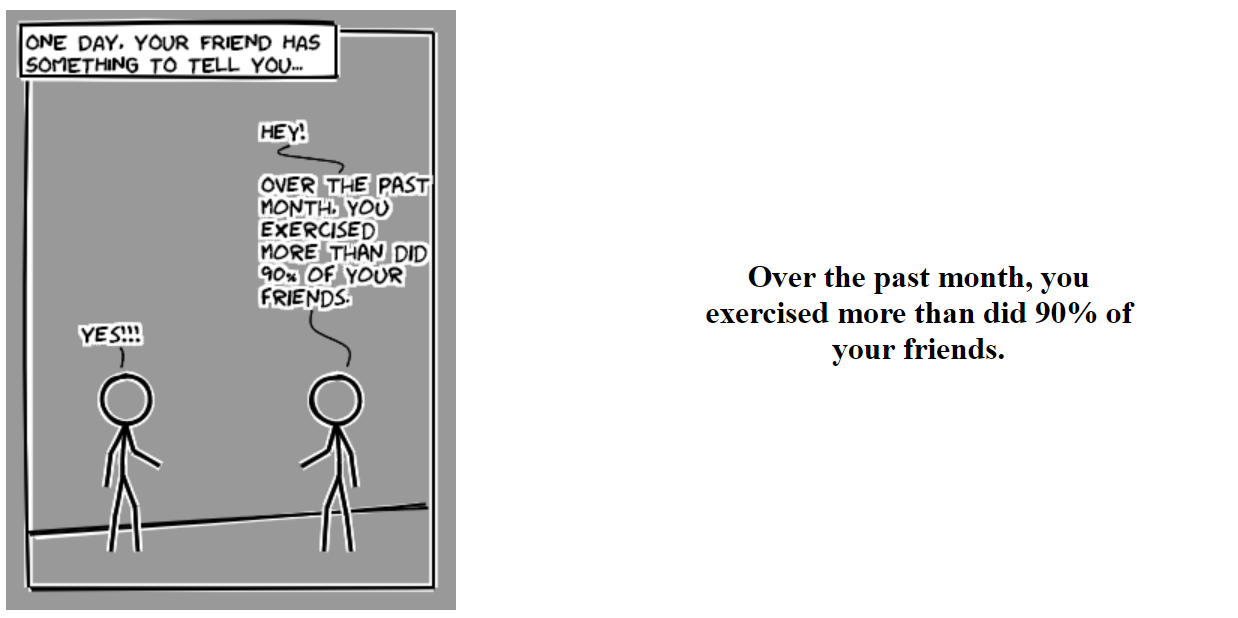 ONE DAY, YOUR FRIEND HAS
SOMETHING TO TELL YOU...
HEY!
OVER THE PAST
MONTH, YOU
EXERCISED
MORE THAN DID
90% OF YOUR
FRIENDS.
YES!!!
Over the past month, you
exercised more than did 90% of
your friends.